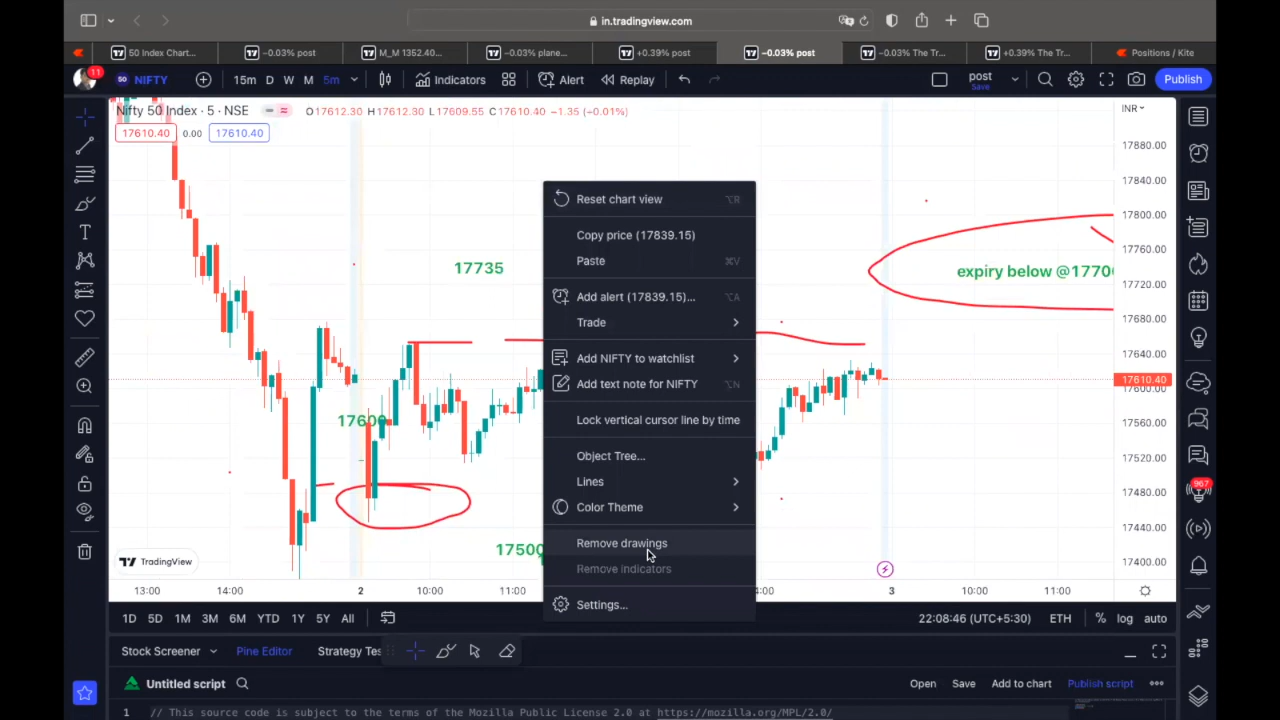 in.tradingview.com
50 Index Chart...
−0.03% post
M_M 1352.40...
−0.03% plane...
+0.39% post
−0.03% post
−0.03% The Tr...
+0.39% The Tr...
Positions / Kite
11
50 NIFTY
15m D W M 5m
Indicators
Alert
Replay
post
Save
Publish
Nifty 50 Index · 5 · NSE
O17612.30 H17612.30 L17609.55 C17610.40 −1.35 (+0.01%)
INR
17610.40 0.00 17610.40
17880.00
17840.00
17800.00
17760.00
17720.00
17680.00
17640.00
17610.40
17600.00
17560.00
17520.00
17480.00
17440.00
17400.00
17735
expiry below @1770
17600
17500
Reset chart view ⌥R
Copy price (17839.15)
Paste ⌘V
Add alert (17839.15)... ⌥A
Trade
Add NIFTY to watchlist
Add text note for NIFTY ⌥N
Lock vertical cursor line by time
Object Tree...
Lines
Color Theme
Remove drawings
Remove indicators
Settings...
967
TradingView
13:00 14:00 2 10:00 11:00 4:00 3 10:00 11:00
1D 5D 1M 3M 6M YTD 1Y 5Y All
22:08:46 (UTC+5:30) ETH % log auto
Stock Screener Pine Editor Strategy Tes
Untitled script
Open Save Add to chart Publish script
1 // This source code is subject to the terms of the Mozilla Public License 2.0 at https://mozilla.org/MPL/2.0/